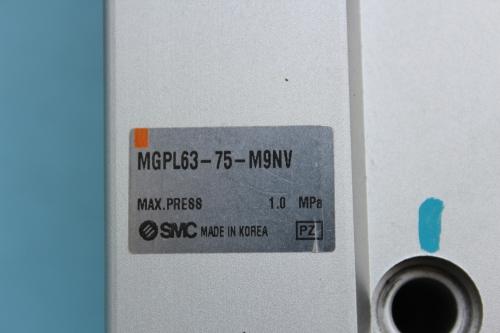 MGPL63-75-M9NV
MAX.PRESS 1.0 MPa
SMC MADE IN KOREA PZ